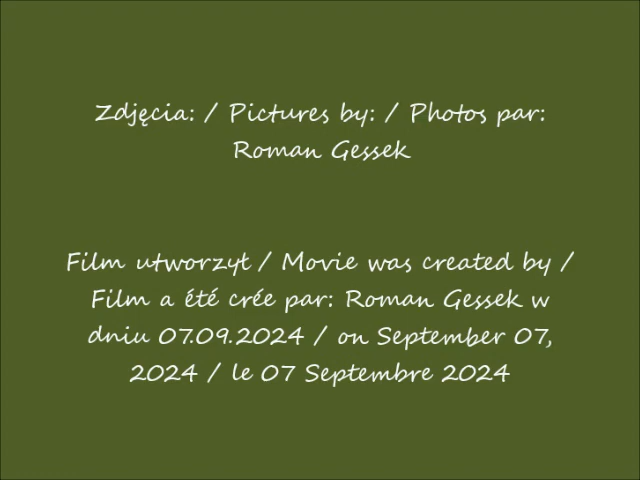 Zdjęcia: / Pictures by: / Photos par:
Roman Gessek
Film utworzył / Movie was created by /
Film a été crée par: Roman Gessek w
dniu 07.09.2024 / on September 07,
2024 / le 07 Septembre 2024